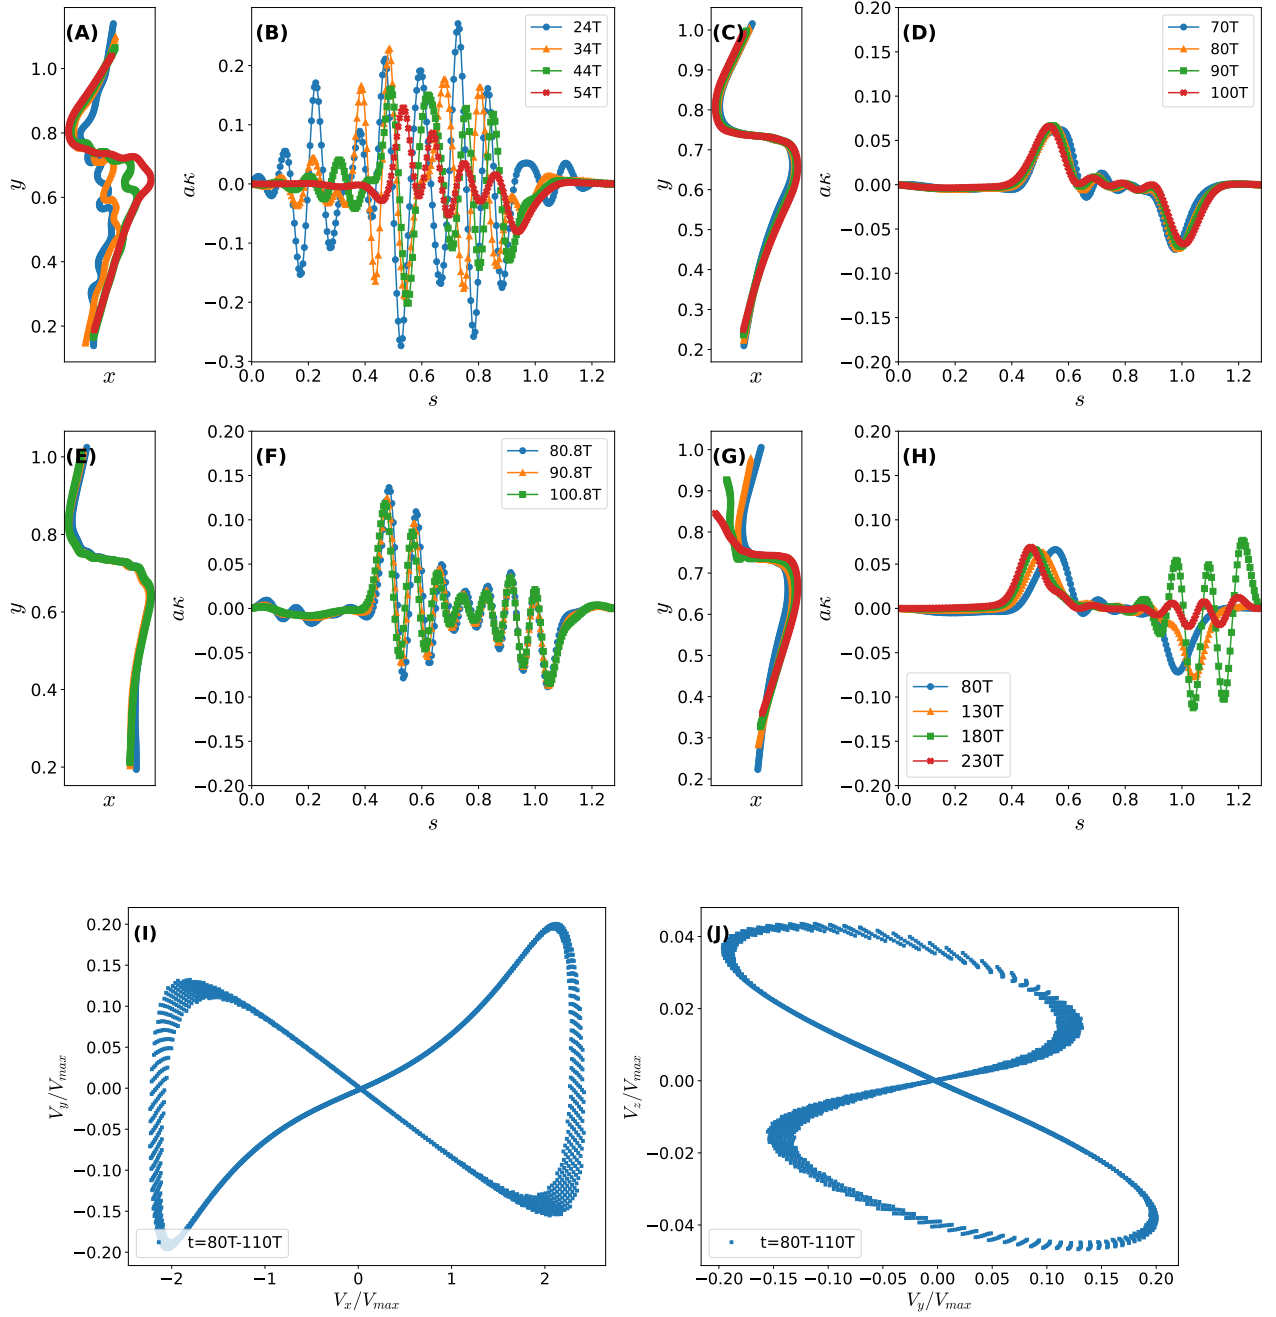 (A)
1.0
0.8
0.6
0.4
0.2
y
x
(B)
24T
34T
44T
54T
0.2
0.1
0.0
−0.1
−0.2
−0.3
aκ
0.0 0.2 0.4 0.6 0.8 1.0 1.2
s
(C)
1.0
0.9
0.8
0.7
0.6
0.5
0.4
0.3
0.2
y
x
(D)
70T
80T
90T
100T
0.20
0.15
0.10
0.05
0.00
−0.05
−0.10
−0.15
−0.20
aκ
0.0 0.2 0.4 0.6 0.8 1.0 1.2
s
(E)
1.0
0.8
0.6
0.4
0.2
y
x
(F)
80.8T
90.8T
100.8T
0.20
0.15
0.10
0.05
0.00
−0.05
−0.10
−0.15
−0.20
aκ
0.0 0.2 0.4 0.6 0.8 1.0 1.2
s
(G)
1.0
0.9
0.8
0.7
0.6
0.5
0.4
0.3
0.2
y
x
(H)
80T
130T
180T
230T
0.20
0.15
0.10
0.05
0.00
−0.05
−0.10
−0.15
−0.20
aκ
0.0 0.2 0.4 0.6 0.8 1.0 1.2
s
(I)
0.20
0.15
0.10
0.05
0.00
−0.05
−0.10
−0.15
−0.20
V_y/V_max
t=80T-110T
−2 −1 0 1 2
V_x/V_max
(J)
0.04
0.02
0.00
−0.02
−0.04
V_z/V_max
t=80T-110T
−0.20 −0.15 −0.10 −0.05 0.00 0.05 0.10 0.15 0.20
V_y/V_max